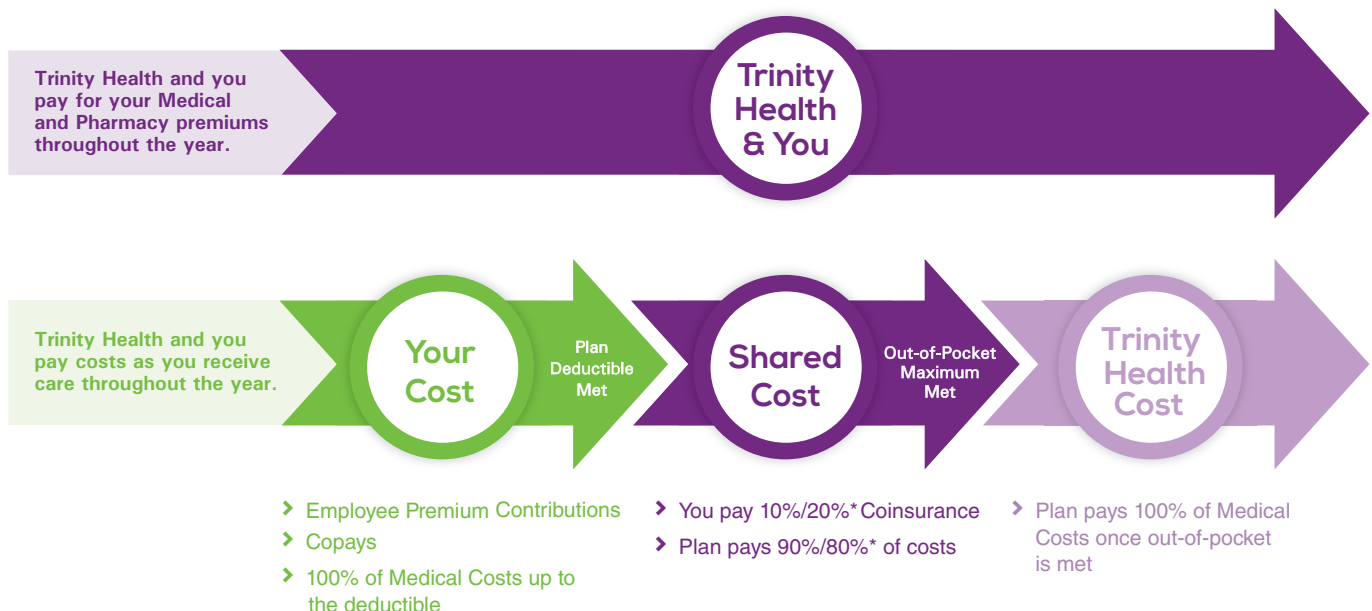 Trinity Health and you
pay for your Medical
and Pharmacy premiums
throughout the year.
Trinity
Health
& You
Trinity Health and you
pay costs as you receive
care throughout the year.
Your
Cost
Plan
Deductible
Met
Shared
Cost
Out-of-Pocket
Maximum
Met
Trinity
Health
Cost
> Employee Premium Contributions
> Copays
> 100% of Medical Costs up to
the deductible
> You pay 10%/20%* Coinsurance
> Plan pays 90%/80%* of costs
> Plan pays 100% of Medical
Costs once out-of-pocket
is met